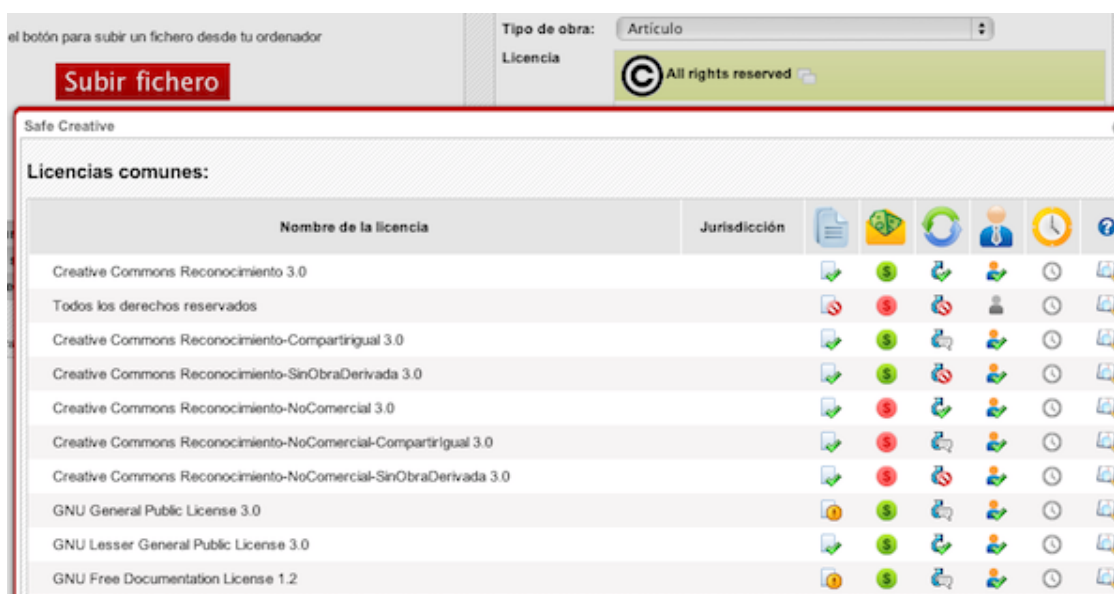 el botón para subir un fichero desde tu ordenador
Subir fichero
Tipo de obra: Artículo
Licencia
All rights reserved
Safe Creative
Licencias comunes:
Nombre de la licencia Jurisdicción
Creative Commons Reconocimiento 3.0
Todos los derechos reservados
Creative Commons Reconocimiento-Compartirigual 3.0
Creative Commons Reconocimiento-SinObraDerivada 3.0
Creative Commons Reconocimiento-NoComercial 3.0
Creative Commons Reconocimiento-NoComercial-CompartirIgual 3.0
Creative Commons Reconocimiento-NoComercial-SinObraDerivada 3.0
GNU General Public License 3.0
GNU Lesser General Public License 3.0
GNU Free Documentation License 1.2